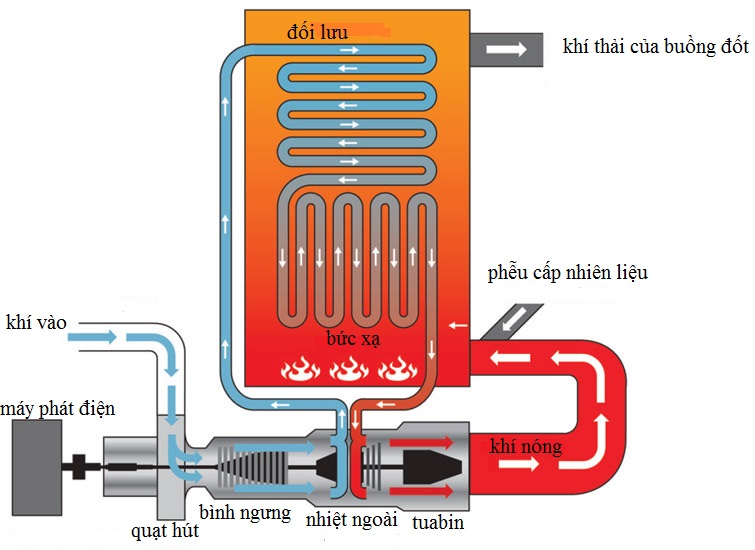 đối lưu
khí thải của buồng đốt
phễu cấp nhiên liệu
khí vào
bức xạ
máy phát điện
khí nóng
bình ngưng
nhiệt ngoài
tuabin
quạt hút